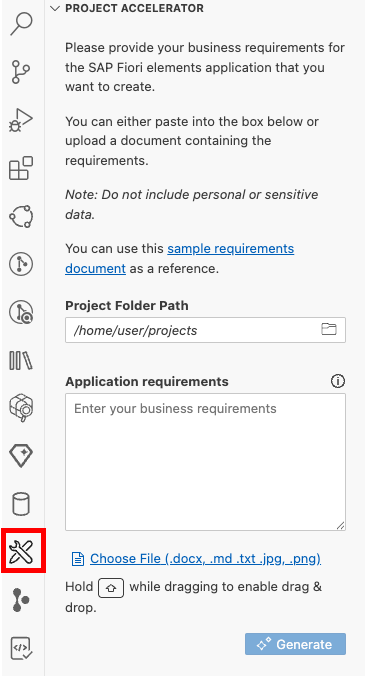 PROJECT ACCELERATOR
Please provide your business requirements for
the SAP Fiori elements application that you
want to create.
You can either paste into the box below or
upload a document containing the
requirements.
Note: Do not include personal or sensitive
data.
You can use this sample requirements
document as a reference.
Project Folder Path
/home/user/projects
Application requirements
Enter your business requirements
Choose File (.docx, .md .txt .jpg, .png)
Hold ⇧ while dragging to enable drag &
drop.
Generate